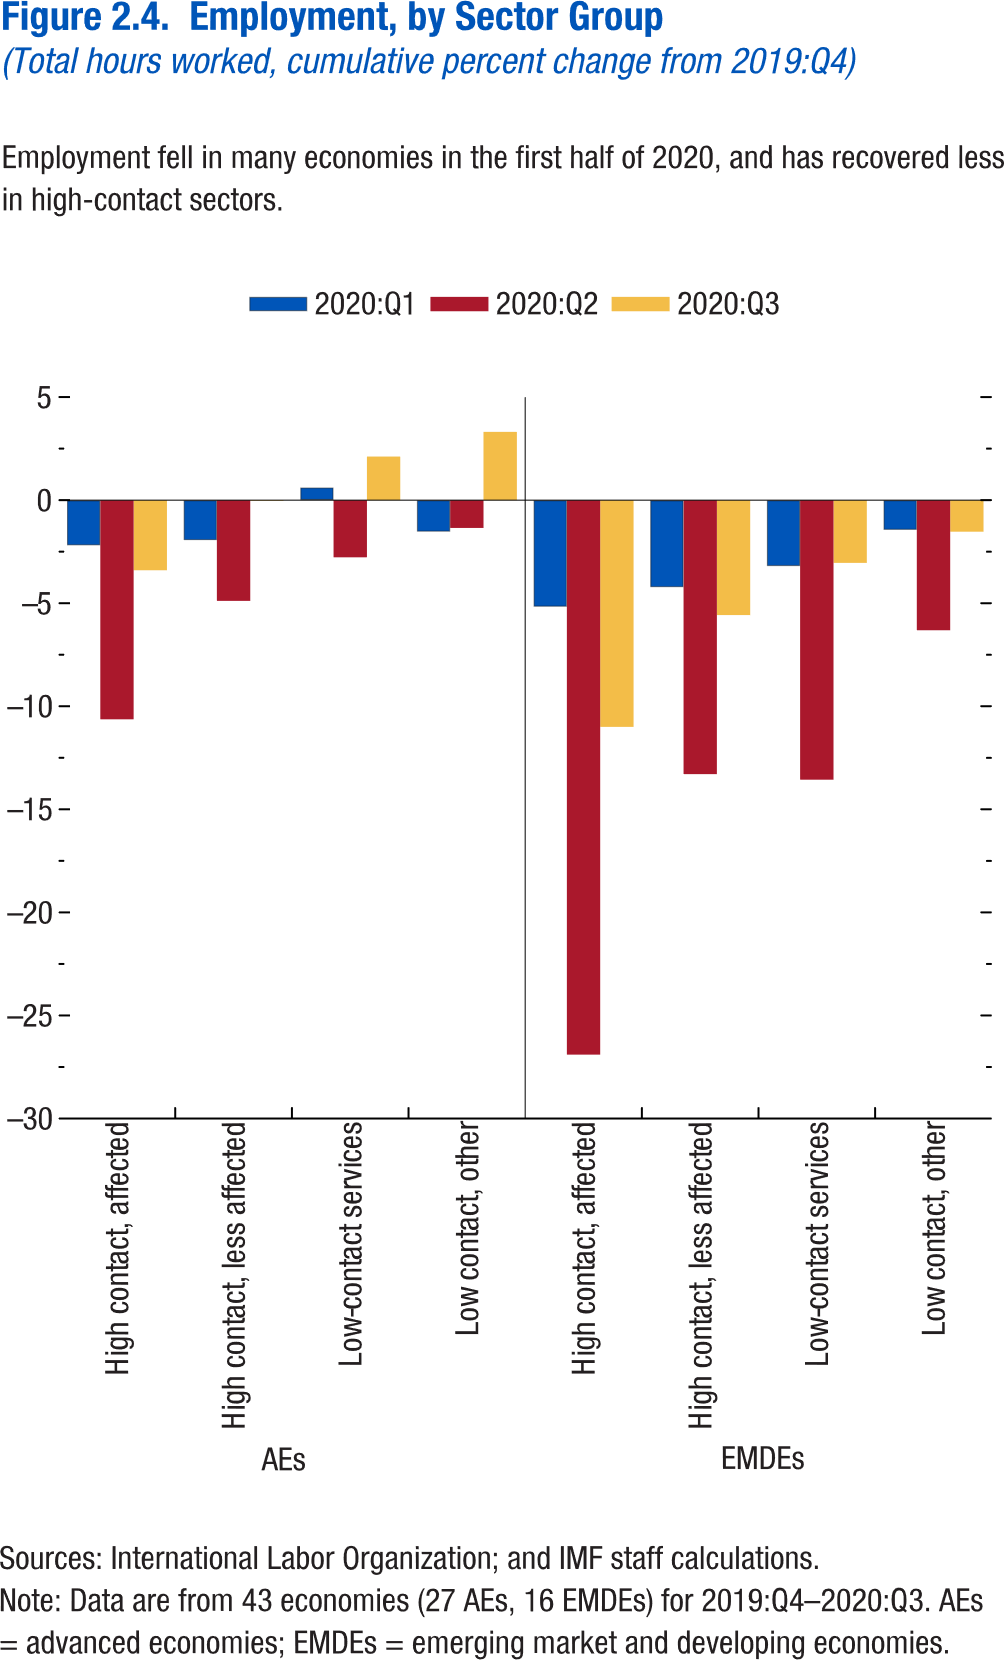 Figure 2.4. Employment, by Sector Group
(Total hours worked, cumulative percent change from 2019:Q4)
Employment fell in many economies in the first half of 2020, and has recovered less
in high-contact sectors.
2020:Q1 2020:Q2 2020:Q3
5
0
–5
–10
–15
–20
–25
–30
High contact, affected
High contact, less affected
Low-contact services
Low contact, other
High contact, affected
High contact, less affected
Low-contact services
Low contact, other
AEs
EMDEs
Sources: International Labor Organization; and IMF staff calculations.
Note: Data are from 43 economies (27 AEs, 16 EMDEs) for 2019:Q4–2020:Q3. AEs
= advanced economies; EMDEs = emerging market and developing economies.